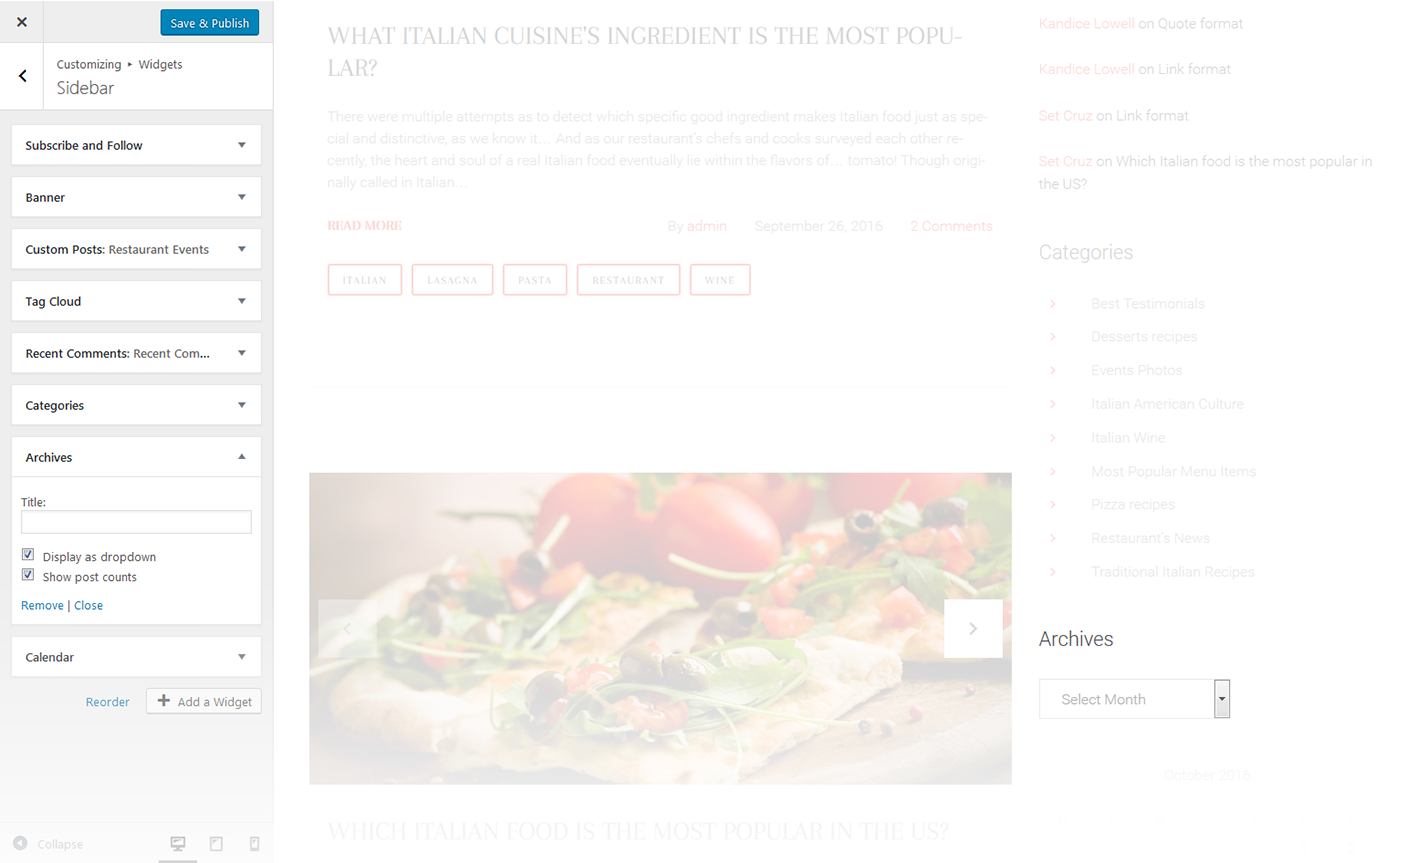 Save & Publish
Customizing ▸ Widgets
Sidebar
Subscribe and Follow
Banner
Custom Posts: Restaurant Events
Tag Cloud
Recent Comments: Recent Com...
Categories
Archives
Title:
Display as dropdown
Show post counts
Remove | Close
Calendar
Reorder
Add a Widget
Collapse
WHAT ITALIAN CUISINE'S INGREDIENT IS THE MOST POPU-
LAR?
There were multiple attempts as to detect which specific good ingredient makes Italian food just as spe-
cial and distinctive, as we know it… And as our restaurant's chefs and cooks surveyed each other re-
cently, the heart and soul of a real Italian food eventually lie within the flavors of… tomato! Though origi-
nally called in Italian…
READ MORE
By admin
September 26, 2016
2 Comments
ITALIAN
LASAGNA
PASTA
RESTAURANT
WINE
WHICH ITALIAN FOOD IS THE MOST POPULAR IN THE US?
Kandice Lowell on Quote format
Kandice Lowell on Link format
Set Cruz on Link format
Set Cruz on Which Italian food is the most popular in
the US?
Categories
Best Testimonials
Desserts recipes
Events Photos
Italian American Culture
Italian Wine
Most Popular Menu Items
Pizza recipes
Restaurant's News
Traditional Italian Recipes
Archives
Select Month
October 2016